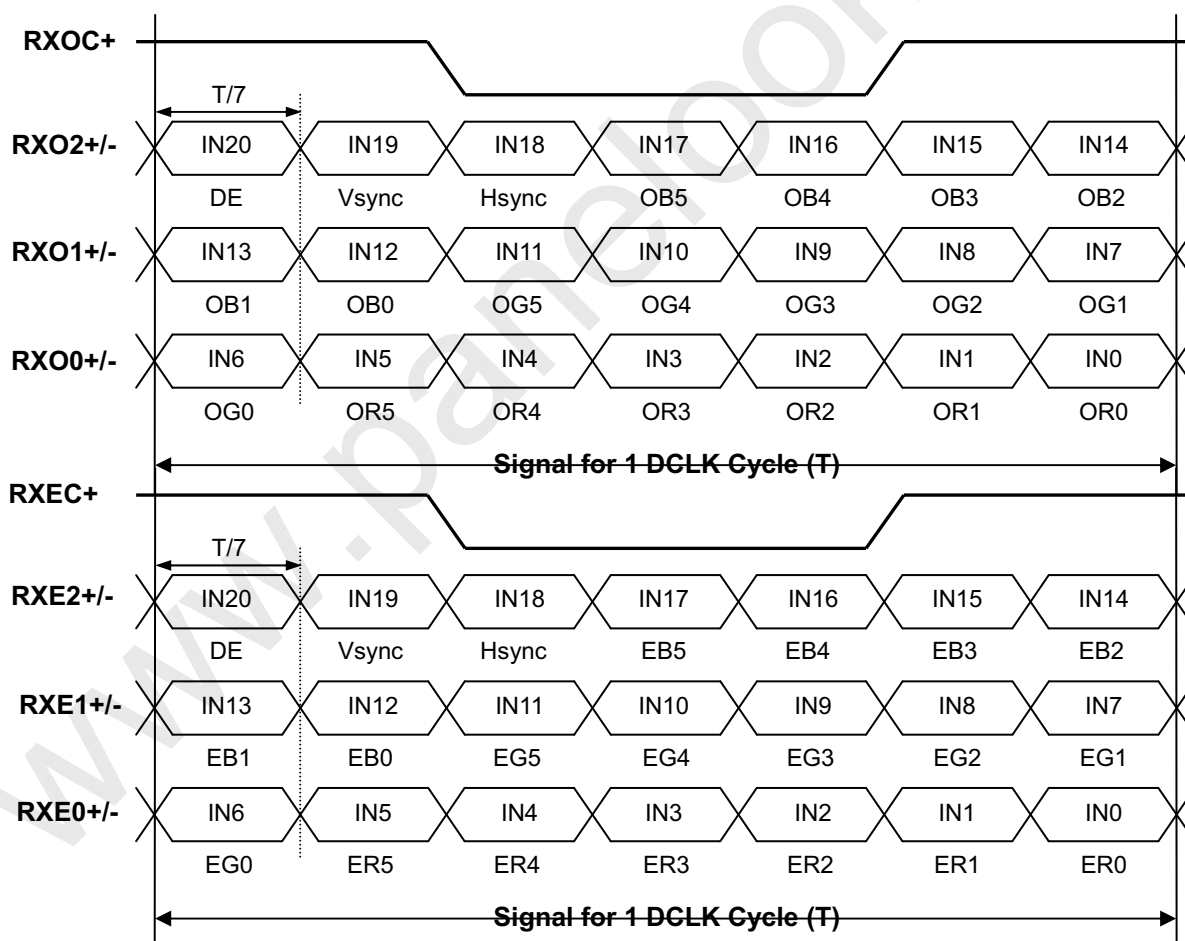 RXOC+
T/7
RXO2+/- IN20 IN19 IN18 IN17 IN16 IN15 IN14
DE Vsync Hsync OB5 OB4 OB3 OB2
RXO1+/- IN13 IN12 IN11 IN10 IN9 IN8 IN7
OB1 OB0 OG5 OG4 OG3 OG2 OG1
RXO0+/- IN6 IN5 IN4 IN3 IN2 IN1 IN0
OG0 OR5 OR4 OR3 OR2 OR1 OR0
Signal for 1 DCLK Cycle (T)
RXEC+
T/7
RXE2+/- IN20 IN19 IN18 IN17 IN16 IN15 IN14
DE Vsync Hsync EB5 EB4 EB3 EB2
RXE1+/- IN13 IN12 IN11 IN10 IN9 IN8 IN7
EB1 EB0 EG5 EG4 EG3 EG2 EG1
RXE0+/- IN6 IN5 IN4 IN3 IN2 IN1 IN0
EG0 ER5 ER4 ER3 ER2 ER1 ER0
Signal for 1 DCLK Cycle (T)
www.paneloo